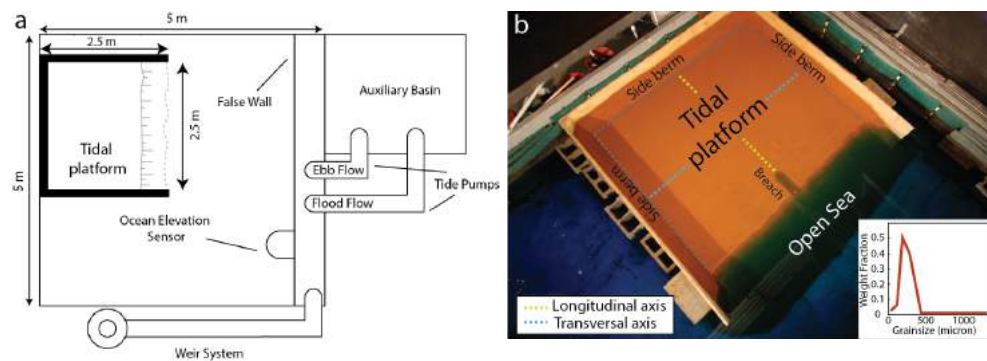 a
5 m
2.5 m
5 m
2.5 m
Tidal
platform
False Wall
Auxiliary Basin
Ebb Flow
Flood Flow
Tide Pumps
Ocean Elevation
Sensor
Weir System
b
Side berm
Side berm
Tidal
platform
Side berm
Breach
Open Sea
Longitudinal axis
Transversal axis
Weight Fraction
0.5
0.4
0.3
0.2
0.1
0
0
500
1000
Grainsize (micron)